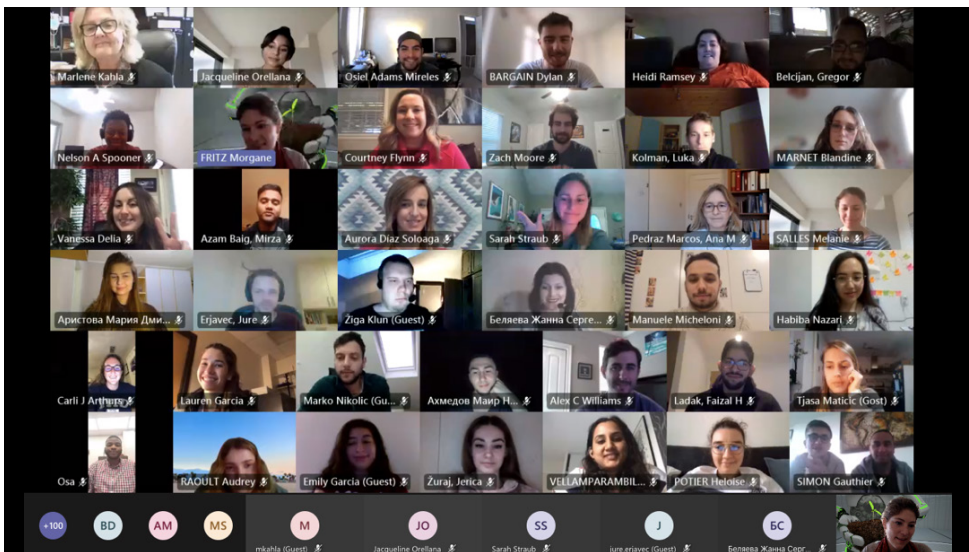 Marlene Kahla
Jacqueline Orellana
Osiel Adams Mireles
BARGAIN Dylan
Heidi Ramsey
Belcijan, Gregor
Nelson A Spooner
FRITZ Morgane
Courtney Flynn
Zach Moore
Kolman, Luka
MARNET Blandine
Vanessa Delia
Azam Baig, Mirza
Aurora Díaz Soloaga
Sarah Straub
Pedraz Marcos, Ana M
SALLES Melanie
Аристова Мария Дми...
Erjavec, Jure
Žiga Klun (Guest)
Беляева Жанна Серге...
Manuele Micheloni
Habiba Nazari
Carli J Arthurs
Lauren Garcia
Marko Nikolic (Gu...
Ахмедов Маир Н...
Alex C Williams
Ladak, Faizal H
Tjasa Maticic (Gost)
Osa
RAOULT Audrey
Emily Garcia (Guest)
Žuraj, Jerica
VELLAMPARAMBIL...
POTIER Heloise
SIMON Gauthier
+100
BD
AM
MS
M
JO
SS
J
БС
mkahla (Guest)
Jacqueline Orellana
Sarah Straub
jure.erjavec (Guest)
Беляева Жанна Серг...